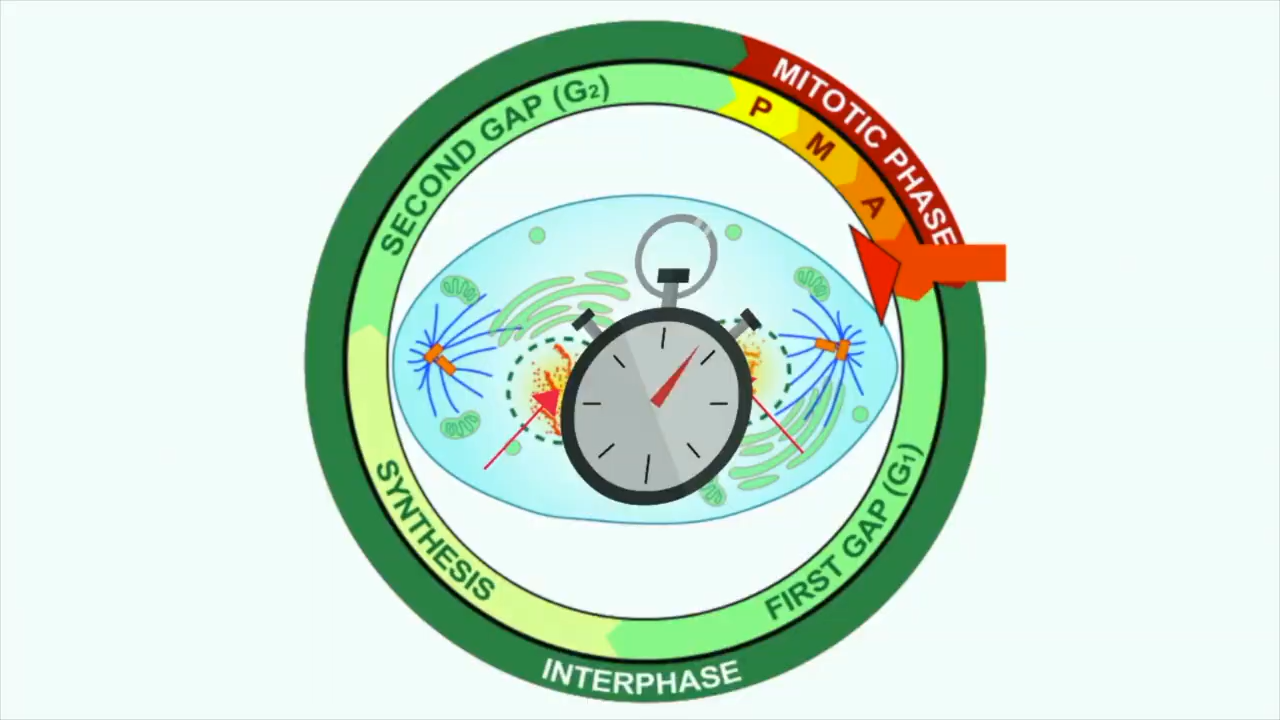 MITOTIC PHASE
P
M
A
SECOND GAP (G2)
SYNTHESIS
FIRST GAP (G1)
INTERPHASE